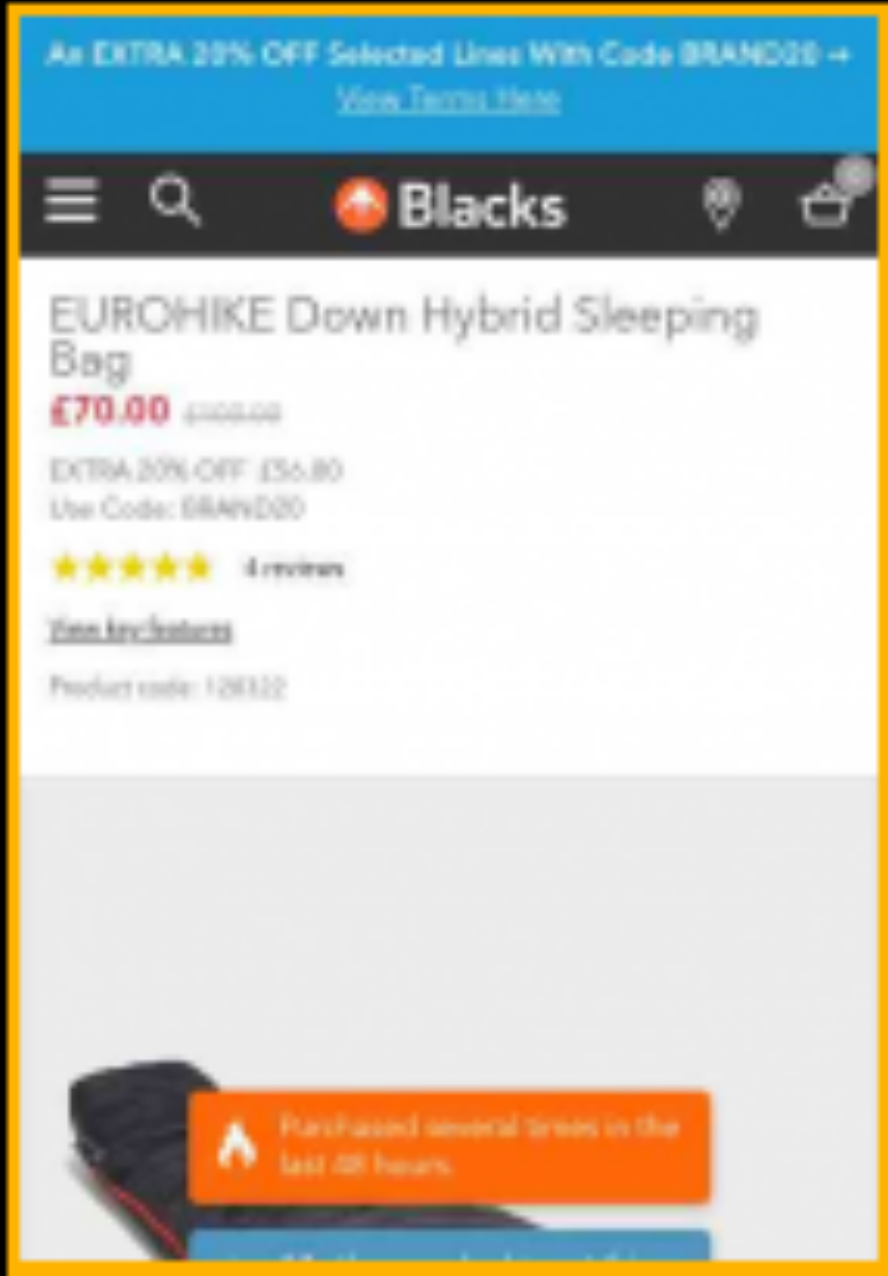 An EXTRA 20% OFF Selected Lines With Code BRAND20 →
View Terms Here
Blacks
EUROHIKE Down Hybrid Sleeping
Bag
£70.00 £100.00
EXTRA 20% OFF £56.80
Use Code: BRAND20
4 reviews
View key features
Product code:
Purchased several times in the
last 48 hours